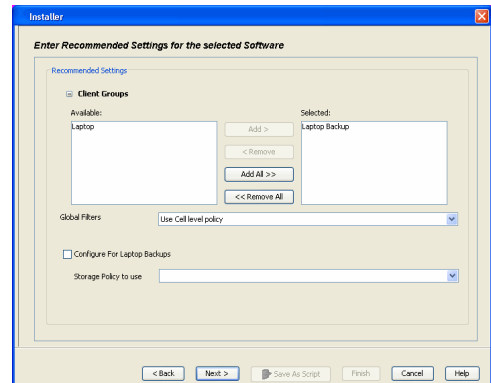 Installer
Enter Recommended Settings for the selected Software
Recommended Settings
Client Groups
Available:
Selected:
Laptop
Laptop Backup
Add >
< Remove
Add All >>
<< Remove All
Global Filters
Use Cell level policy
Configure For Laptop Backups
Storage Policy to use
< Back
Next >
Save As Script
Finish
Cancel
Help